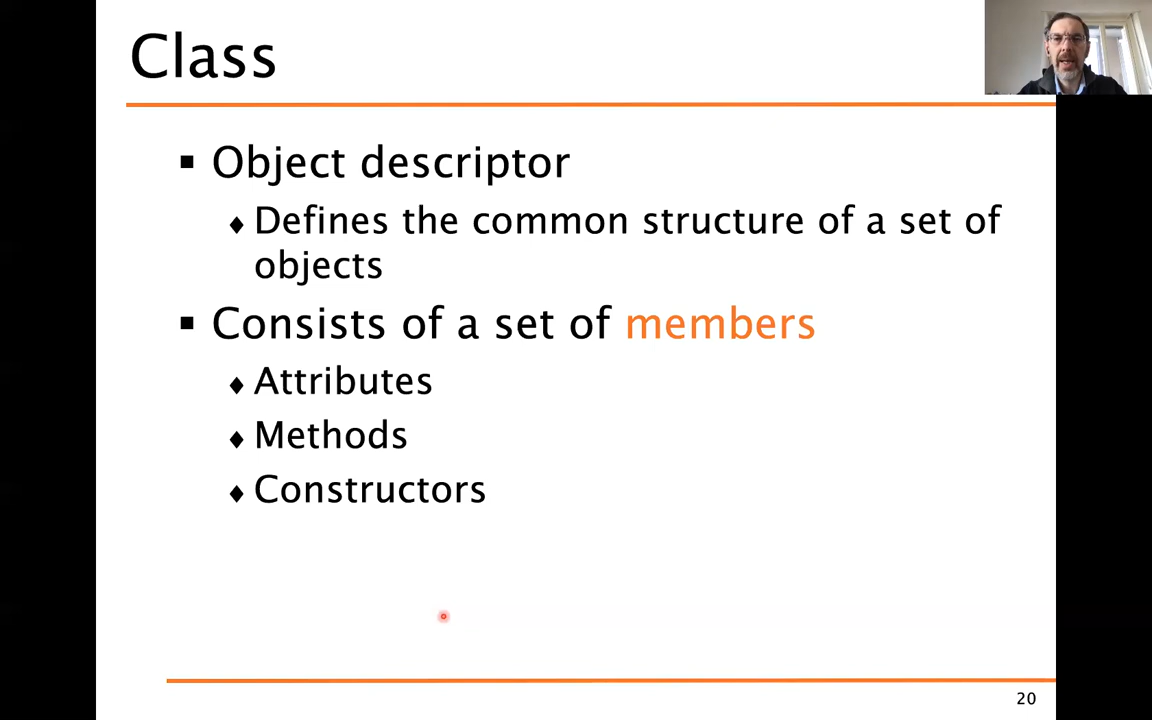 Class
Object descriptor
Defines the common structure of a set of
objects
Consists of a set of members
Attributes
Methods
Constructors
20